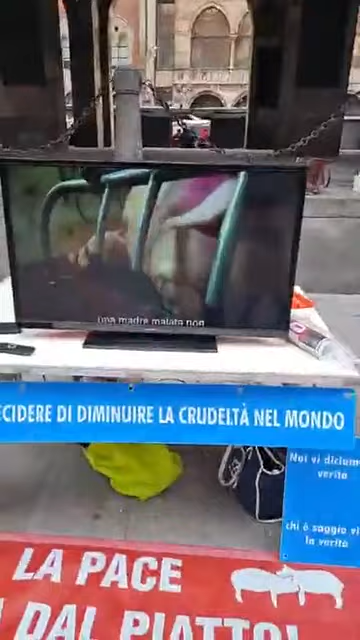 una madre malata non
CIDERE DI DIMINUIRE LA CRUDELTÀ NEL MONDO
Noi vi diciamo
verità
chi è saggio vi
la verità
LA PACE
DAL PIATTO!